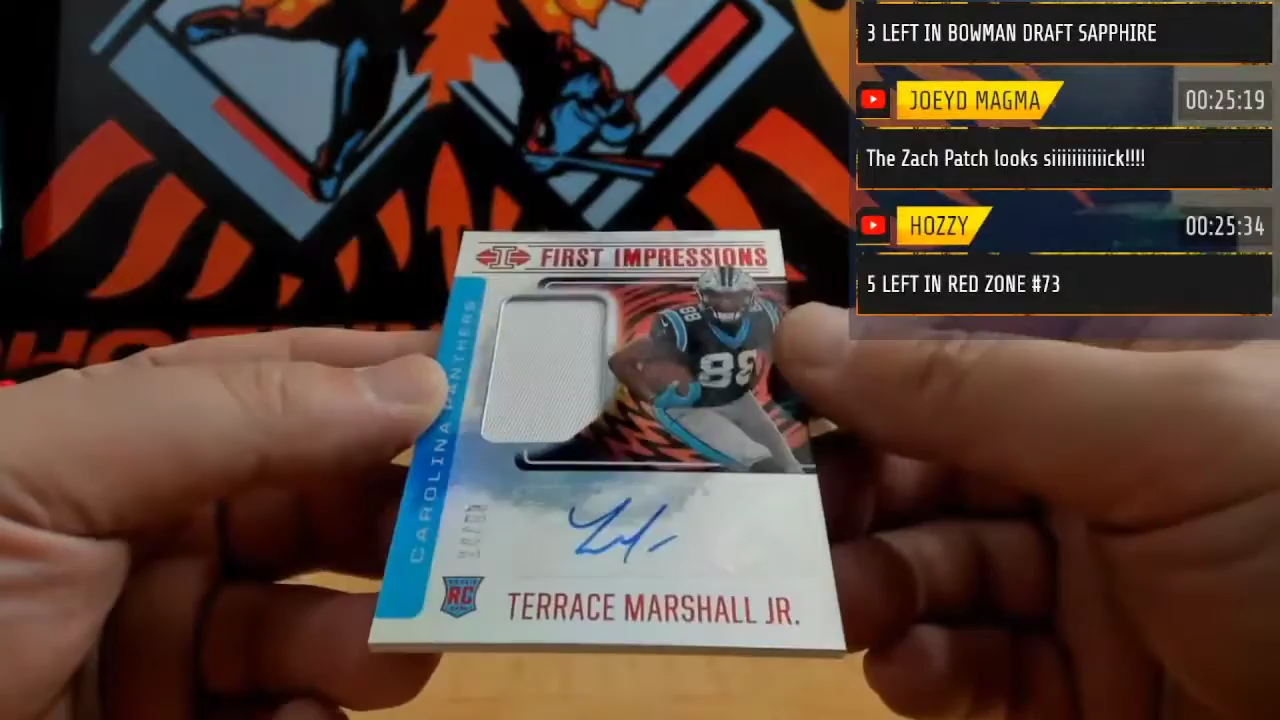 3 LEFT IN BOWMAN DRAFT SAPPHIRE
JOEYD MAGMA 00:25:19
The Zach Patch looks siiiiiiiiiick!!!!
HOZZY 00:25:34
5 LEFT IN RED ZONE #73
I FIRST IMPRESSIONS
CAROLINA PANTHERS
88
88
RC
TERRACE MARSHALL JR.